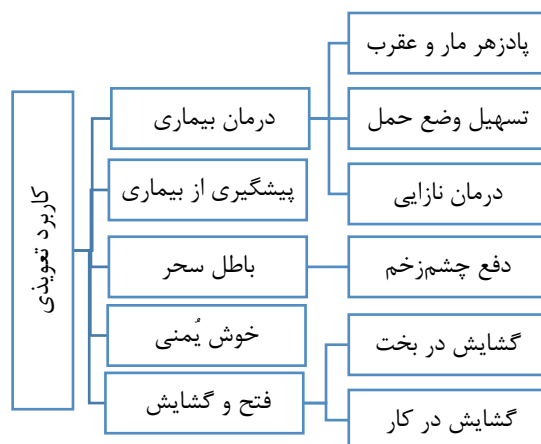 کاربرد تعویذی
درمان بیماری
پادزهر مار و عقرب
تسهیل وضع حمل
درمان نازایی
پیشگیری از بیماری
باطل سحر
دفع چشم‌زخم
خوش یُمنی
فتح و گشایش
گشایش در بخت
گشایش در کار